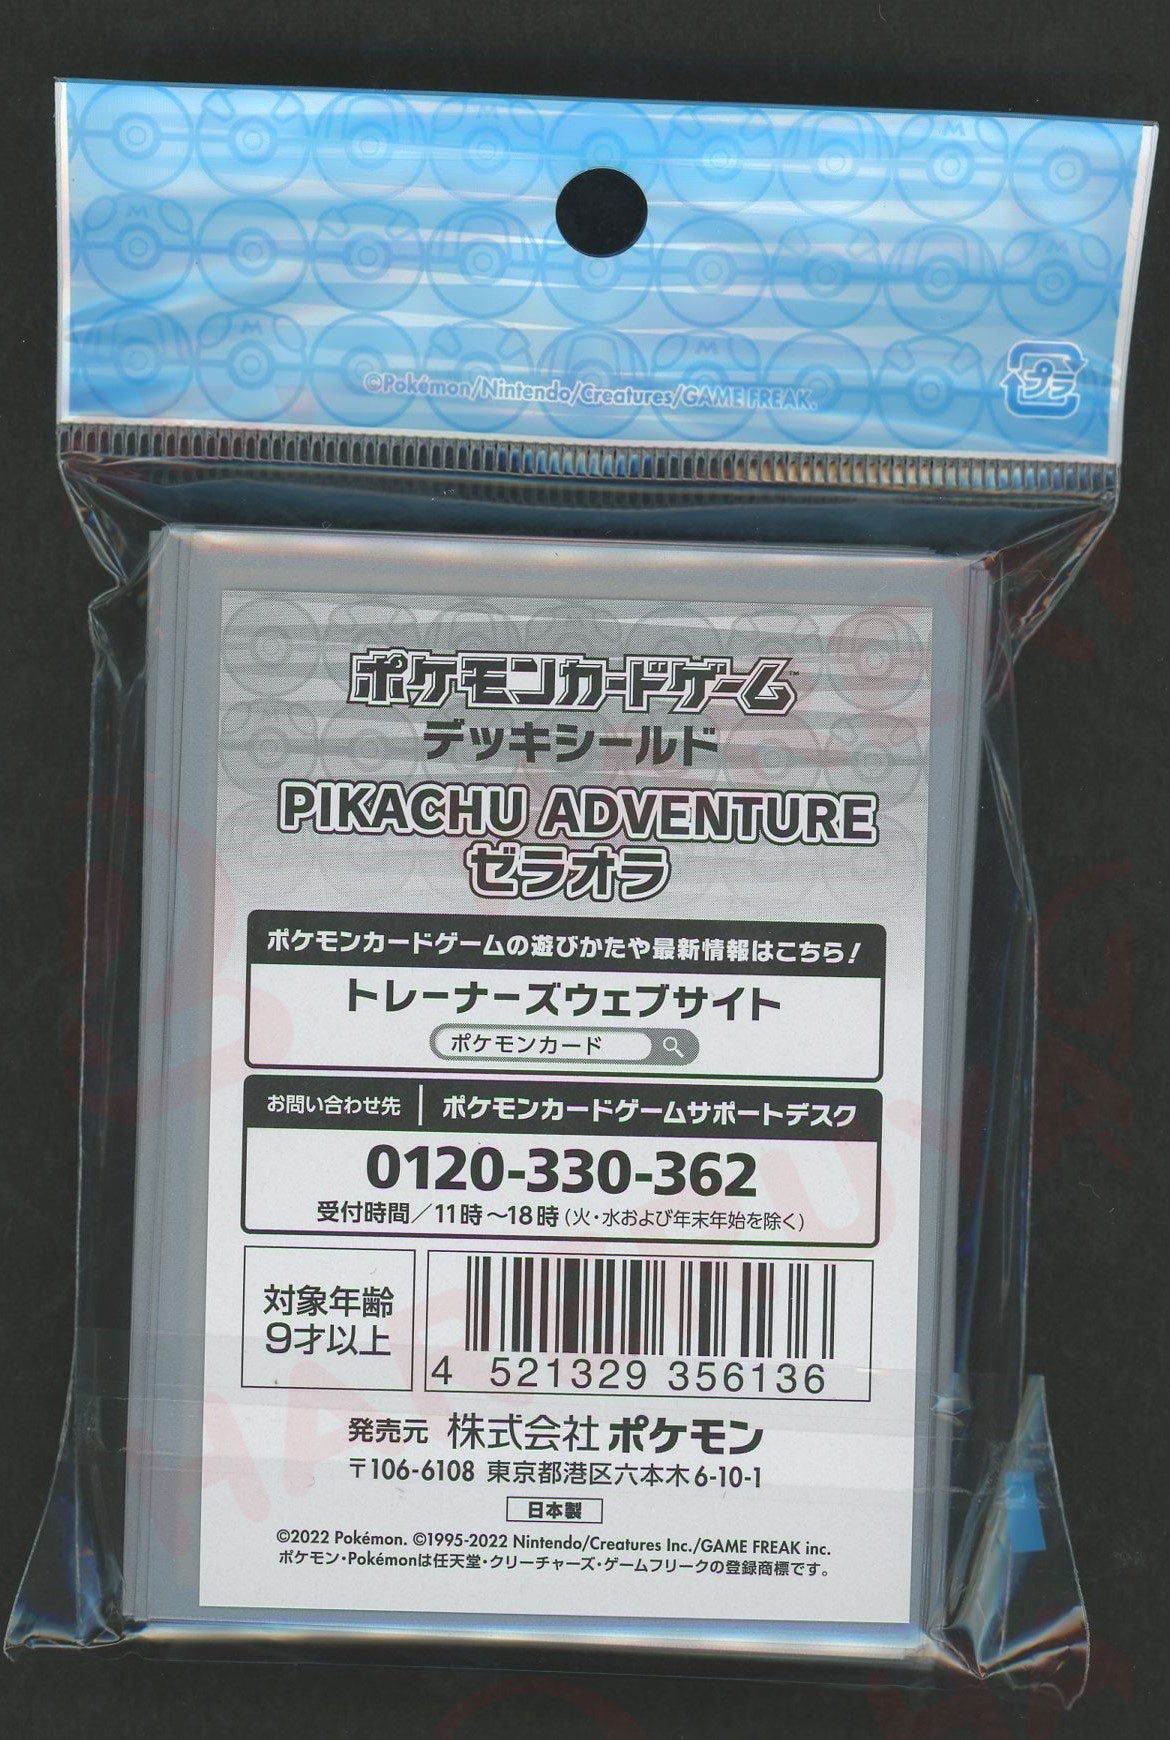 ©Pokémon/Nintendo/Creatures/GAME FREAK.
プラ
ポケモンカードゲーム™
デッキシールド
PIKACHU ADVENTURE
ゼラオラ
ポケモンカードゲームの遊びかたや最新情報はこちら!
トレーナーズウェブサイト
ポケモンカード
お問い合わせ先 | ポケモンカードゲームサポートデスク
0120-330-362
受付時間/11時~18時(火・水および年末年始を除く)
対象年齢
9才以上
4 521329 356136
発売元 株式会社ポケモン
〒106-6108 東京都港区六本木6-10-1
日本製
©2022 Pokémon. ©1995-2022 Nintendo/Creatures Inc./GAME FREAK inc.
ポケモン・Pokémonは任天堂・クリーチャーズ・ゲームフリークの登録商標です。